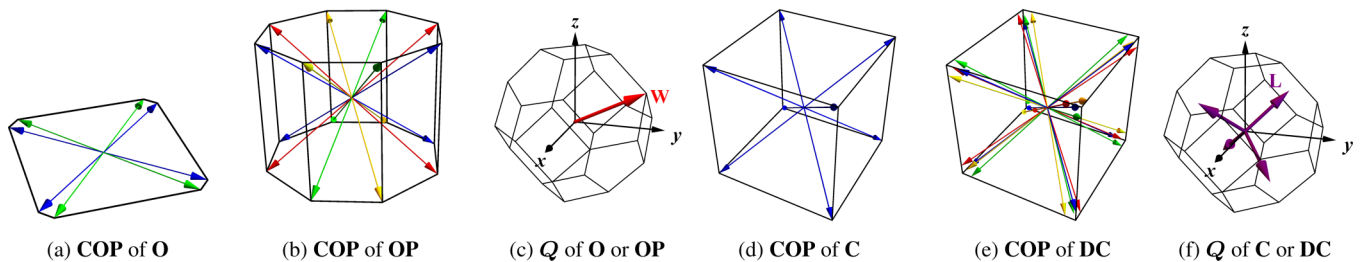 z
W
y
x
z
L
y
x
(a) COP of O
(b) COP of OP
(c) Q of O or OP
(d) COP of C
(e) COP of DC
(f) Q of C or DC